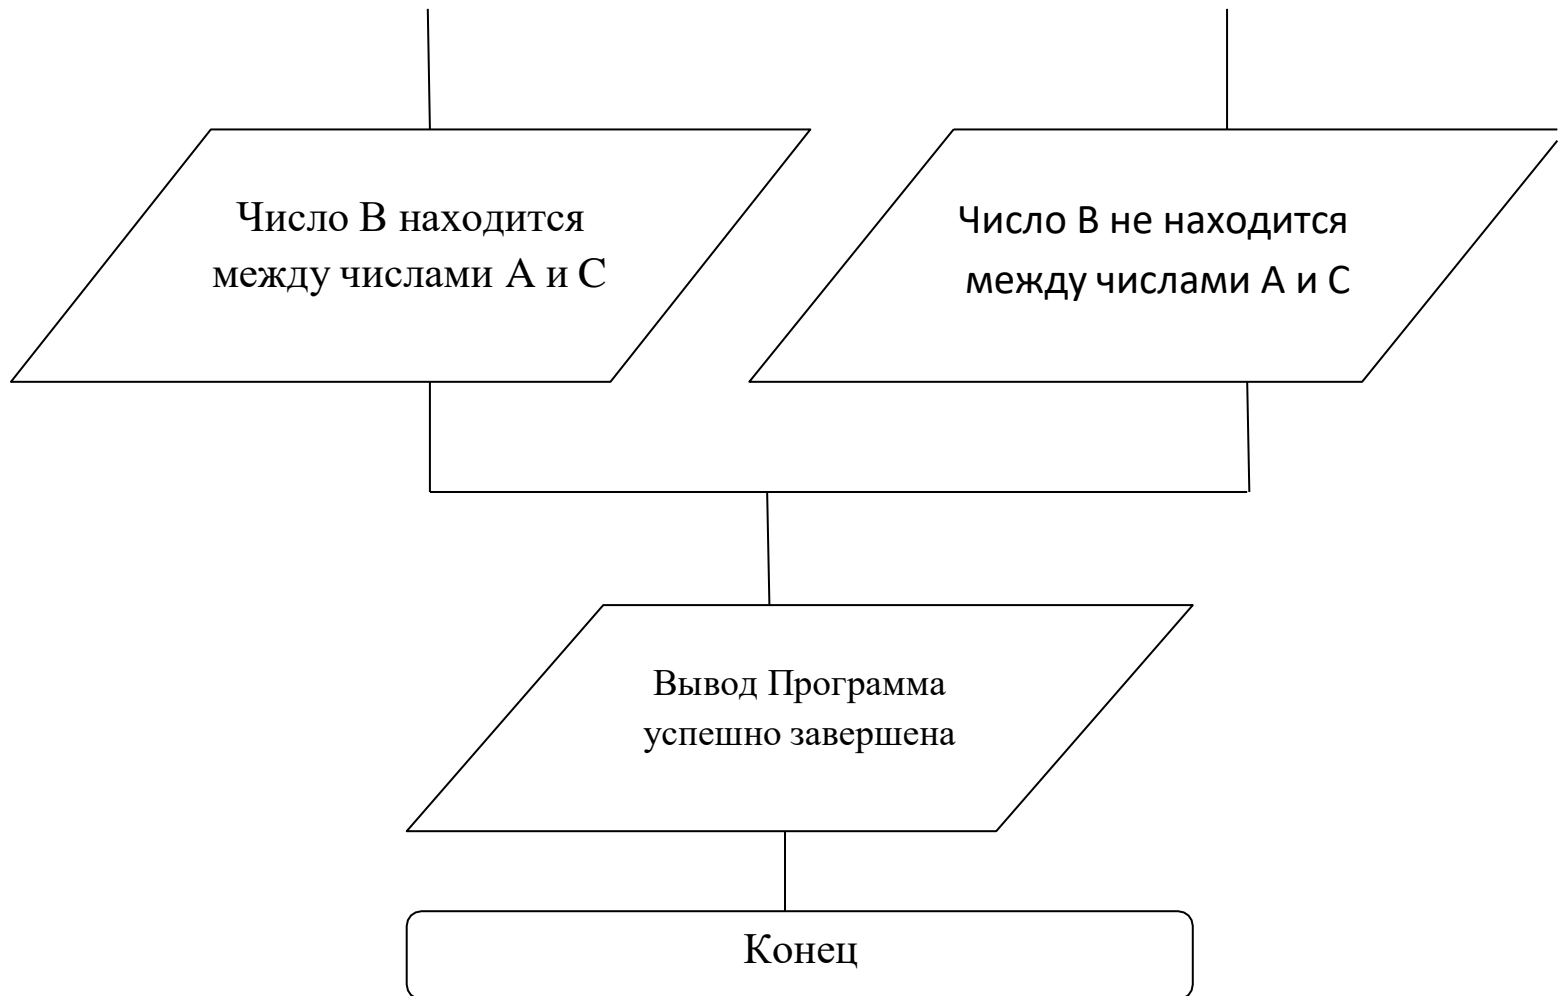 Число В находится
между числами А и С
Число В не находится
между числами А и С
Вывод Программа
успешно завершена
Конец